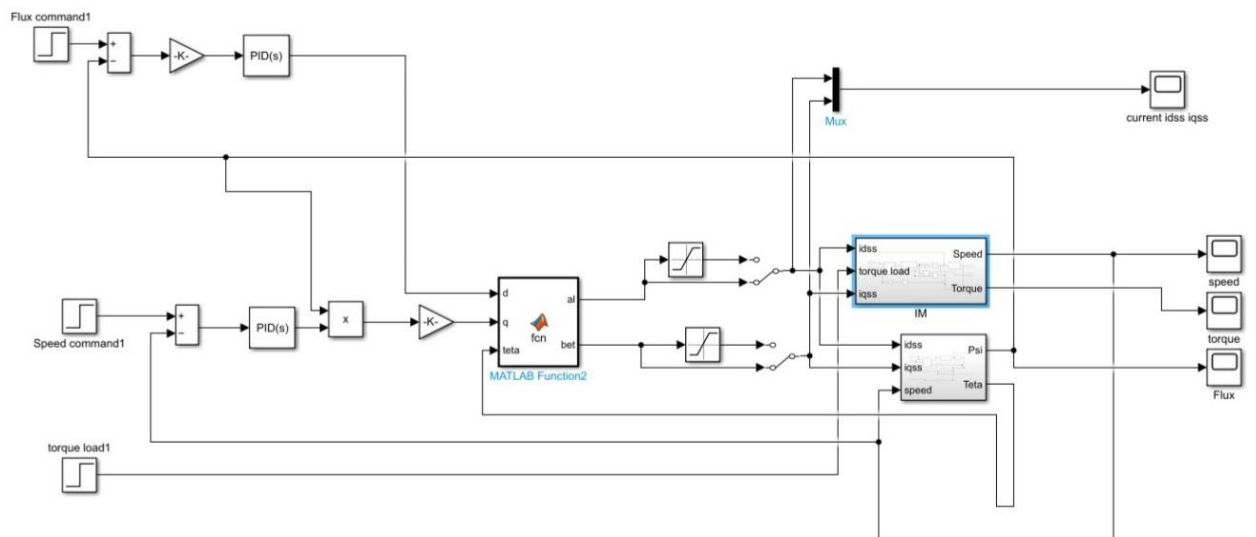 Flux command1
+
−
-K-
PID(s)
Mux
current idss iqss
Speed command1
+
−
PID(s)
x
-K-
d
q
teta
al
bet
fcn
MATLAB Function2
idss
torque load
iqss
Speed
Torque
IM
idss
iqss
speed
Psi
Teta
speed
torque
Flux
torque load1